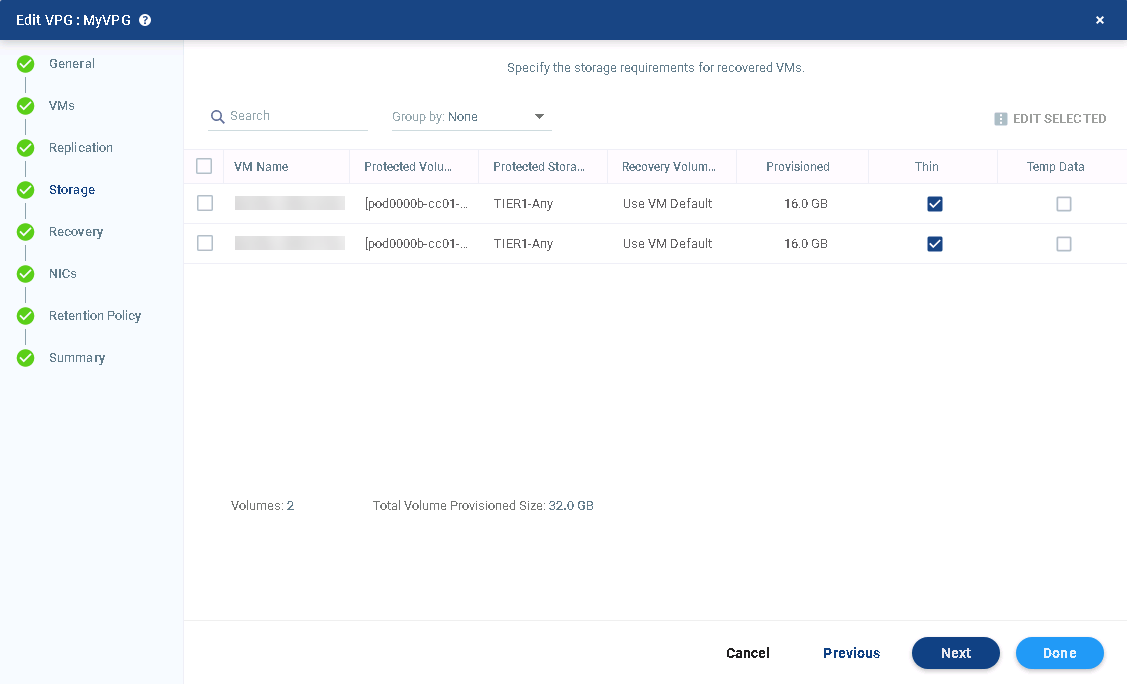 Edit VPG : MyVPG ?
General
VMs
Replication
Storage
Recovery
NICs
Retention Policy
Summary
Specify the storage requirements for recovered VMs.
Search Group by: None EDIT SELECTED
VM Name Protected Volu... Protected Stora... Recovery Volum... Provisioned Thin Temp Data
[pod0000b-cc01-... TIER1-Any Use VM Default 16.0 GB
[pod0000b-cc01-... TIER1-Any Use VM Default 16.0 GB
Volumes: 2 Total Volume Provisioned Size: 32.0 GB
Cancel Previous Next Done